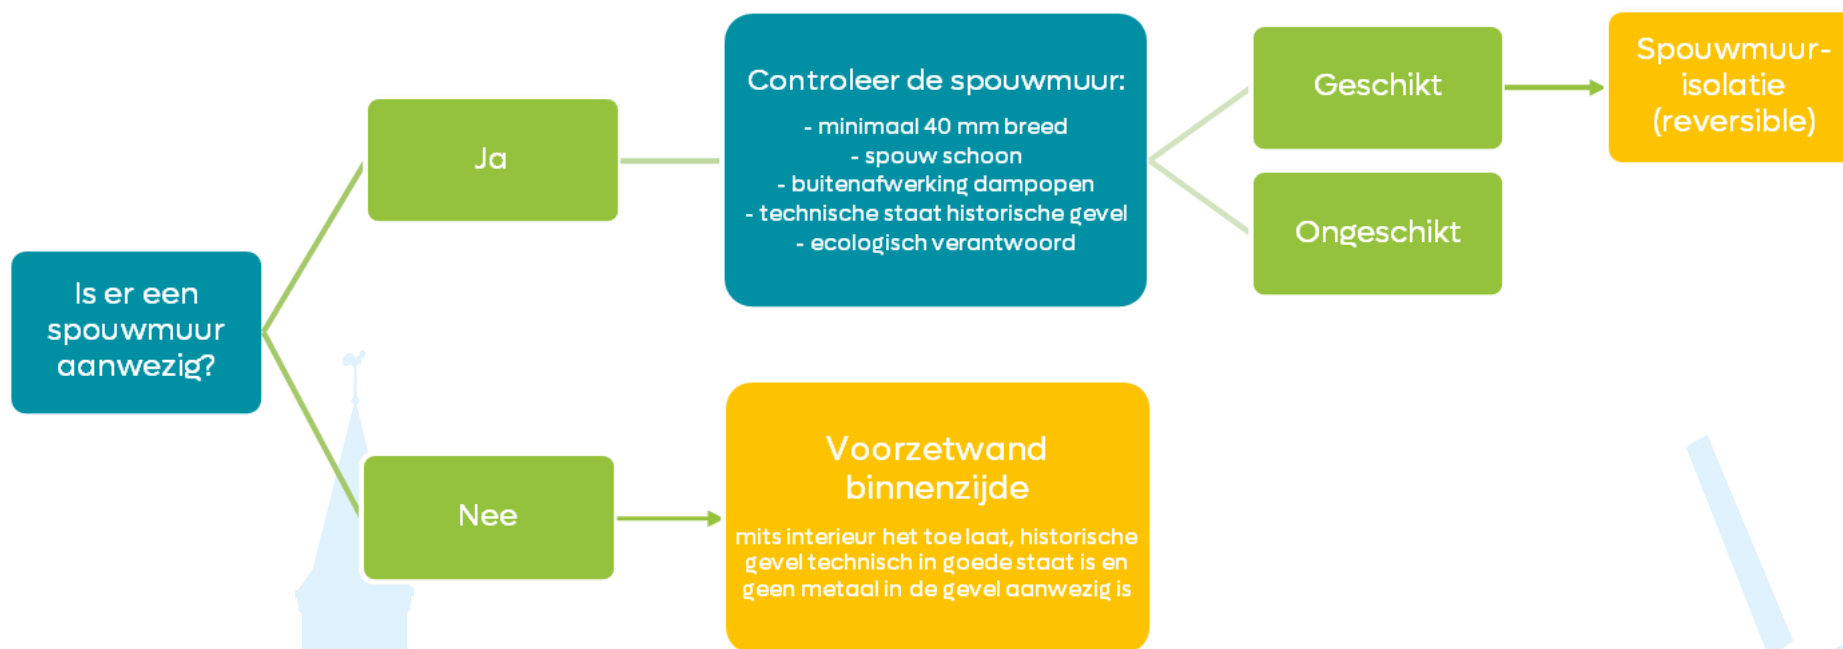 Is er een
spouwmuur
aanwezig?
Ja
Controleer de spouwmuur:
- minimaal 40 mm breed
- spouw schoon
- buitenafwerking dampopen
- technische staat historische gevel
- ecologisch verantwoord
Geschikt
Spouwmuur-
isolatie
(reversible)
Ongeschikt
Nee
Voorzetwand
binnenzijde
mits interieur het toe laat, historische
gevel technisch in goede staat is en
geen metaal in de gevel aanwezig is